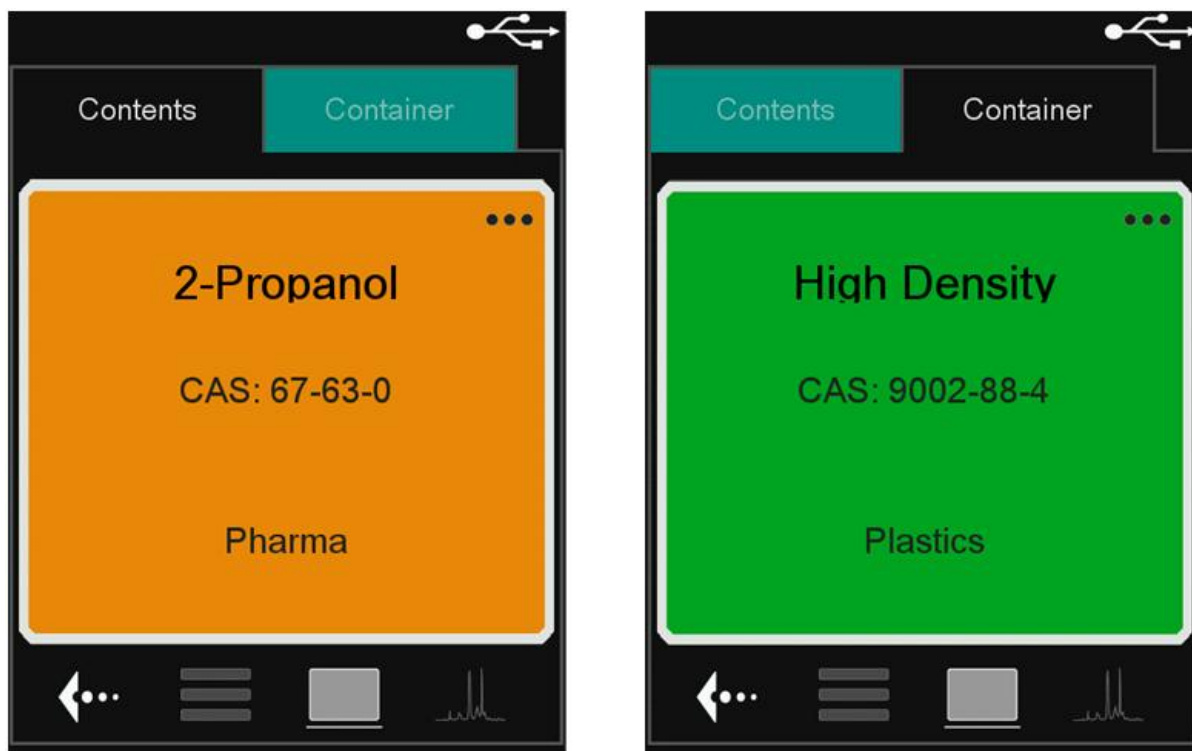 Contents
Container
2-Propanol
CAS: 67-63-0
Pharma
Contents
Container
High Density
CAS: 9002-88-4
Plastics